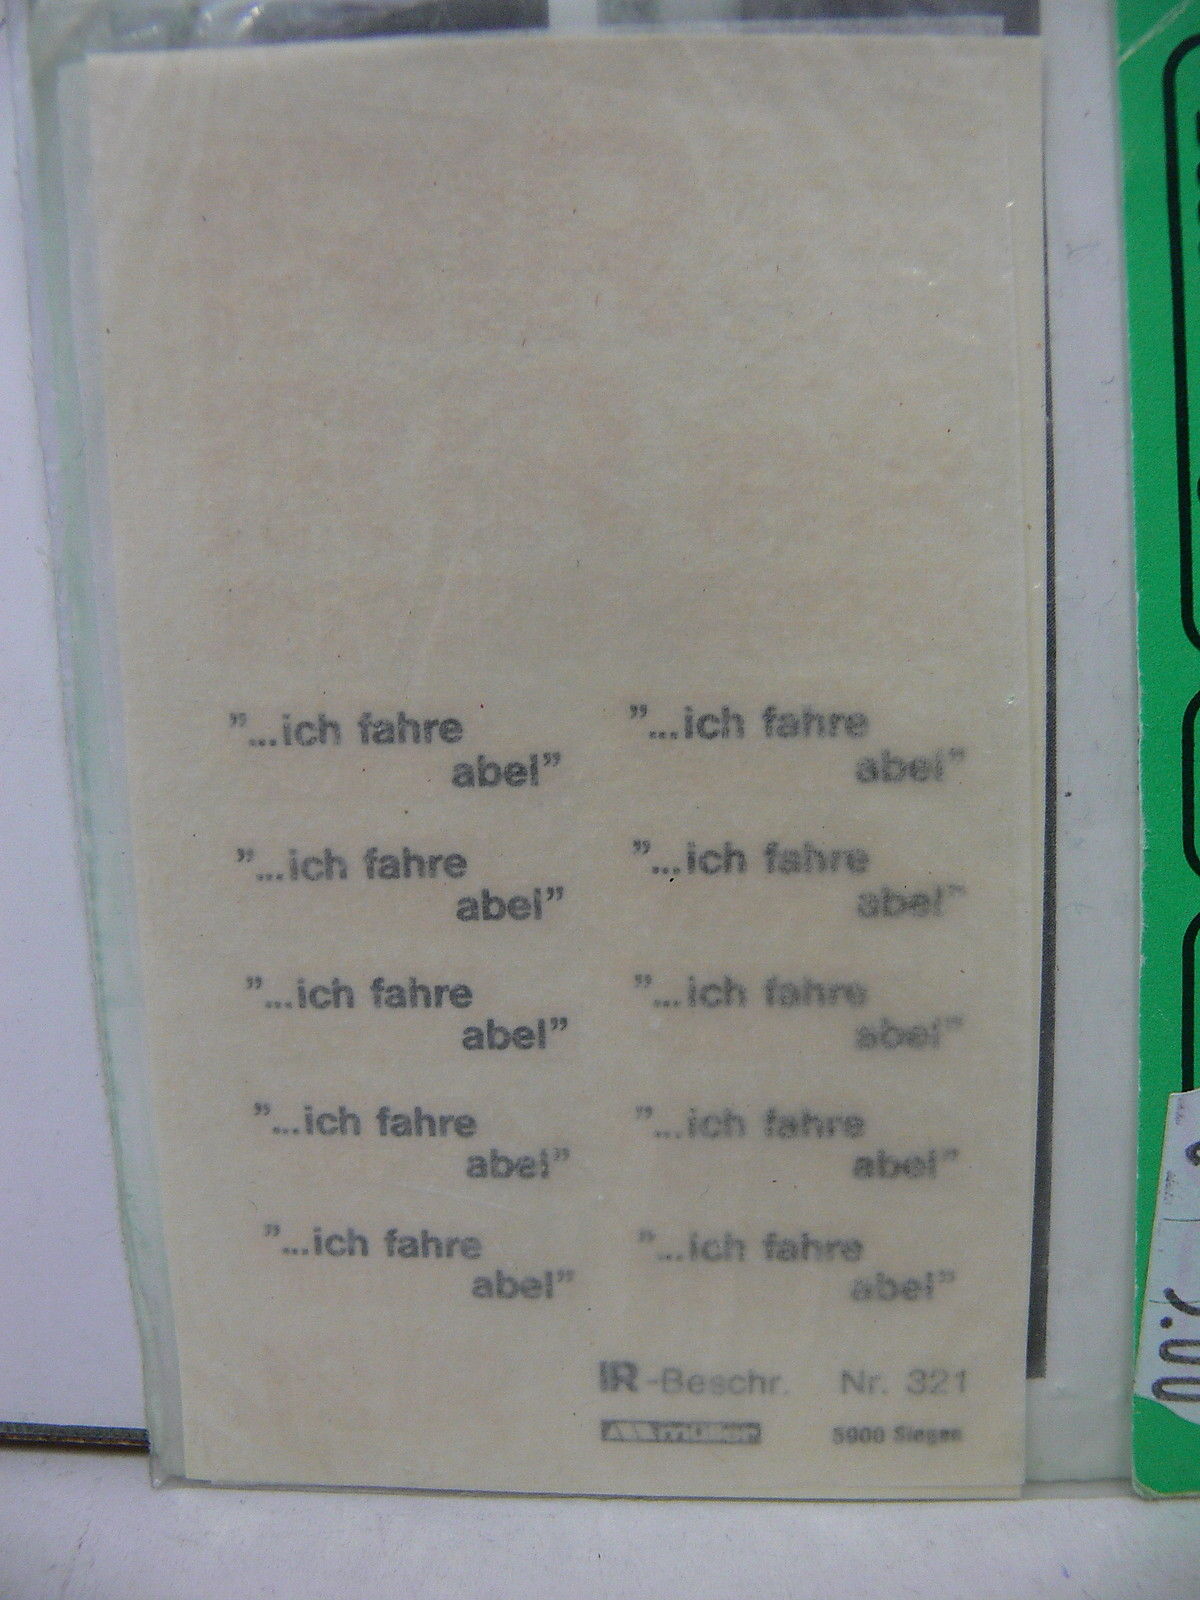 ”...ich fahre
abel”
”...ich fahre
abel”
”...ich fahre
abel”
”...ich fahre
abel”
”...ich fahre
abel”
”...ich fahre
abel”
”...ich fahre
abel”
”...ich fahre
abel”
”...ich fahre
abel”
”...ich fahre
abel”
IR-Beschr. Nr. 321
müller 5900 Siegen